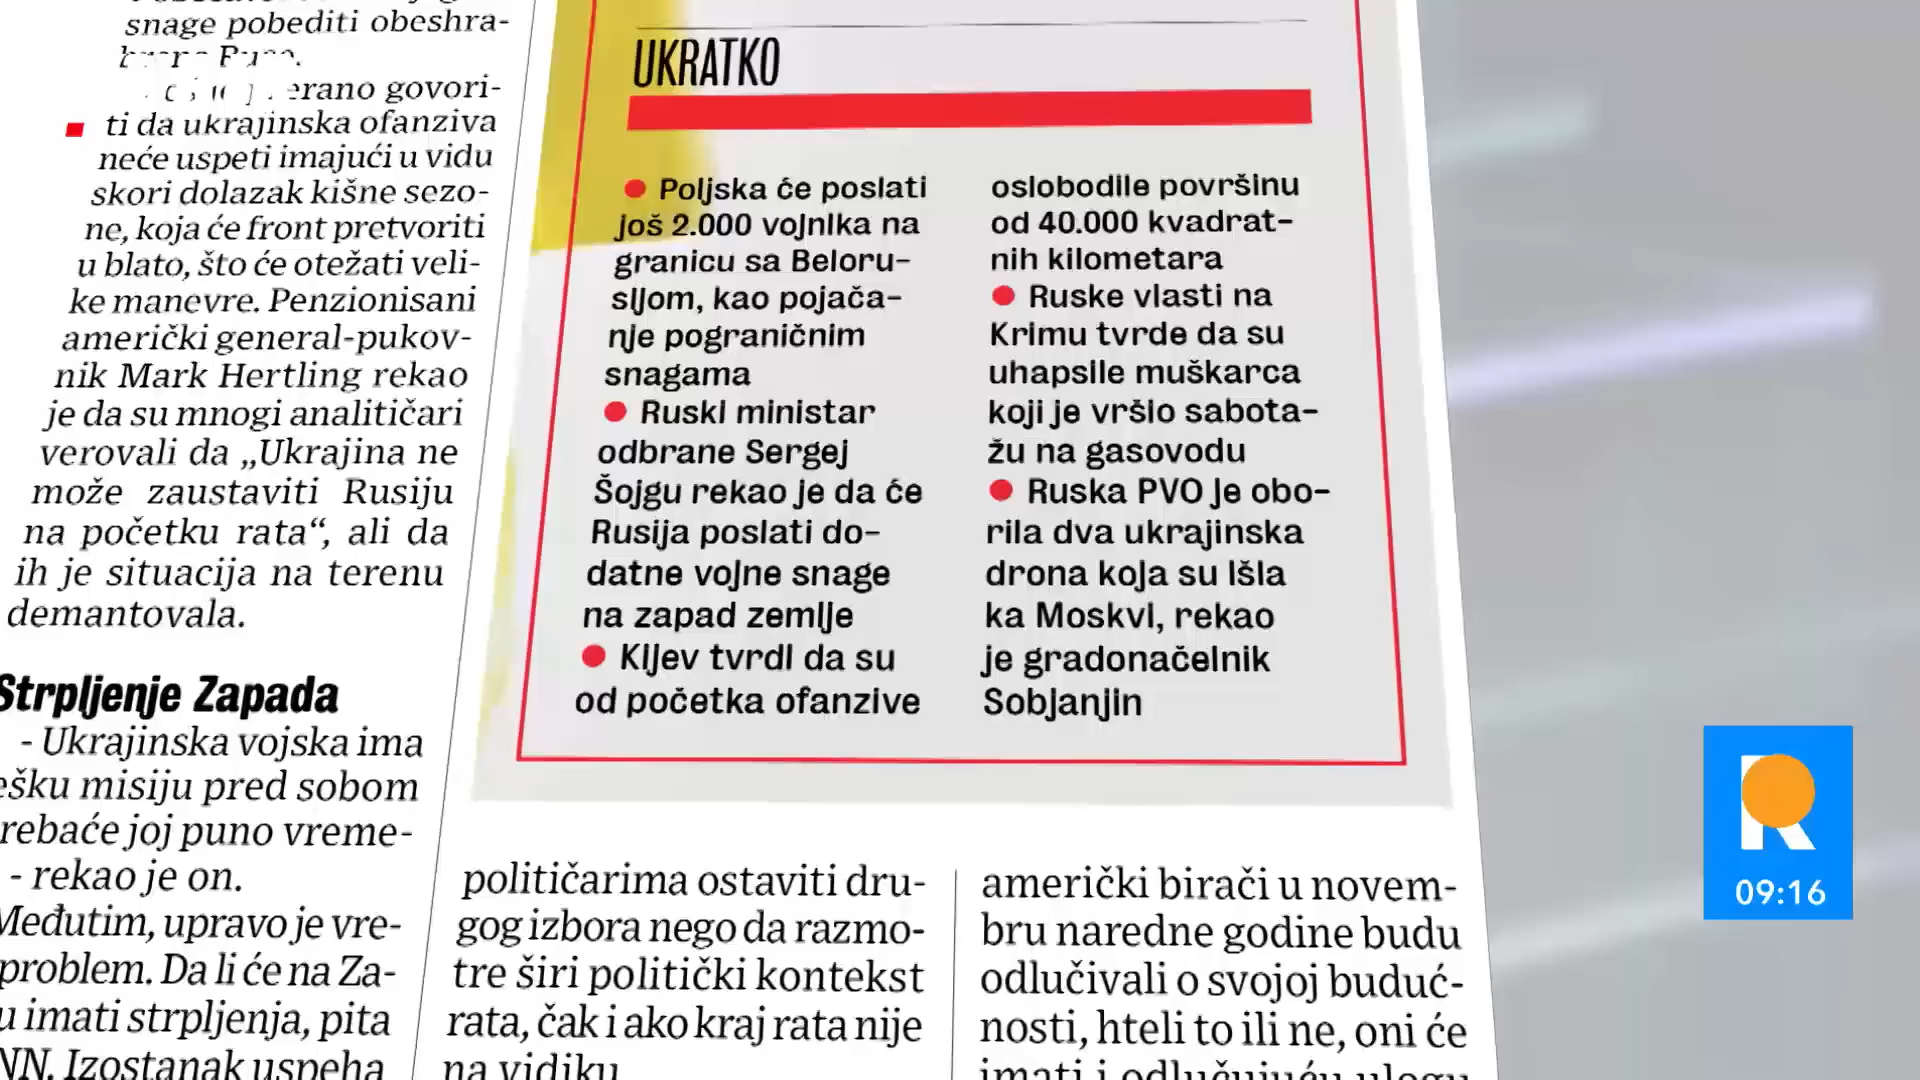 snage pobediti obeshra-
erano govori-
ti da ukrajinska ofanziva
neće uspeti imajući u vidu
skori dolazak kišne sezo-
ne, koja će front pretvoriti
u blato, što će otežati veli-
ke manevre. Penzionisani
američki general-pukov-
nik Mark Hertling rekao
je da su mnogi analitičari
verovali da „Ukrajina ne
može zaustaviti Rusiju
na početku rata“, ali da
ih je situacija na terenu
demantovala.
Strpljenje Zapada
- Ukrajinska vojska ima
ešku misiju pred sobom
rebaće joj puno vreme-
- rekao je on.
Međutim, upravo je vre-
problem. Da li će na Za-
u imati strpljenja, pita
NN. Izostanak uspeha
UKRATKO
● Poljska će poslati
još 2.000 vojnika na
granicu sa Beloru-
sijom, kao pojača-
nje pograničnim
snagama
● Ruski ministar
odbrane Sergej
Šojgu rekao je da će
Rusija poslati do-
datne vojne snage
na zapad zemlje
● Kijev tvrdi da su
od početka ofanzive
oslobodile površinu
od 40.000 kvadrat-
nih kilometara
● Ruske vlasti na
Krimu tvrde da su
uhapsile muškarca
koji je vršio sabota-
žu na gasovodu
● Ruska PVO je obo-
rila dva ukrajinska
drona koja su išla
ka Moskvi, rekao
je gradonačelnik
Sobjanjin
političarima ostaviti dru-
gog izbora nego da razmo-
tre širi politički kontekst
rata, čak i ako kraj rata nije
na vidiku
američki birači u novem-
bru naredne godine budu
odlučivali o svojoj buduć-
nosti, hteli to ili ne, oni će
imati i odlučujuću ulogu
R
09:16